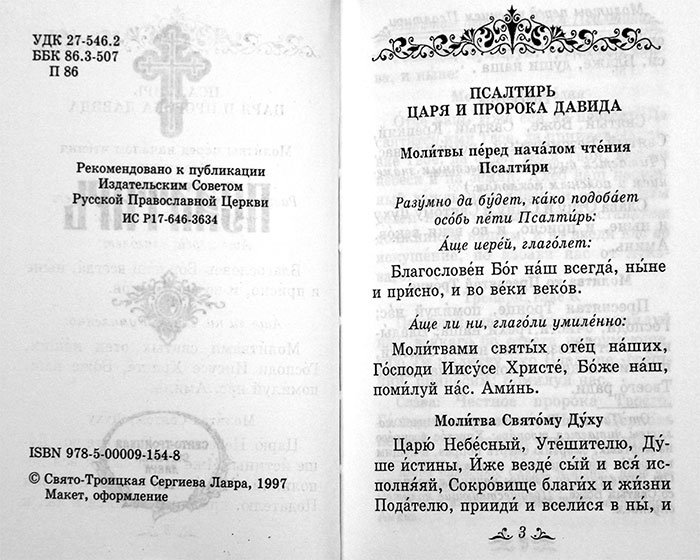 УДК 27-546.2
ББК 86.3-507
П 86
Рекомендовано к публикации
Издательским Советом
Русской Православной Церкви
ИС Р17-646-3634
ISBN 978-5-00009-154-8
© Свято-Троицкая Сергиева Лавра, 1997
Макет, оформление
ПСАЛТИРЬ
ЦАРЯ И ПРОРОКА ДАВИДА
Моли́твы пе́ред нача́лом чте́ния
Псалти́ри
Разу́мно да бу́дет, ка́ко подоба́ет
осо́бь пе́ти Псалти́рь:
А́ще иере́й, глаго́лет:
Благослове́н Бо́г на́ш всегда́, ны́не
и при́сно, и во ве́ки веко́в.
А́ще ли ни, глаго́ли умиле́нно:
Моли́твами святы́х оте́ц на́ших,
Го́споди Иису́се Христе́, Бо́же на́ш,
поми́луй на́с. Ами́нь.
Моли́тва Свято́му Ду́ху
Царю́ Небе́сный, Уте́шителю, Ду́-
ше и́стины, И́же везде́ сы́й и вся́ ис-
полня́яй, Сокро́вище благи́х и жи́зни
Пода́телю, прииди́ и всели́ся в ны́, и
3